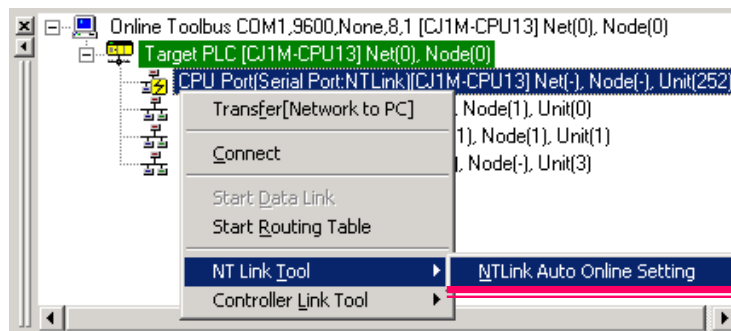 Online Toolbus COM1,9600,None,8,1 [CJ1M-CPU13] Net(0), Node(0)
Target PLC [CJ1M-CPU13] Net(0), Node(0)
CPU Port(Serial Port:NTLink)[CJ1M-CPU13] Net(-), Node(-), Unit(252)
Transfer[Network to PC]
, Node(1), Unit(0)
1), Node(1), Unit(1)
Connect
), Node(-), Unit(3)
Start Data Link
Start Routing Table
NT Link Tool
NTLink Auto Online Setting
Controller Link Tool